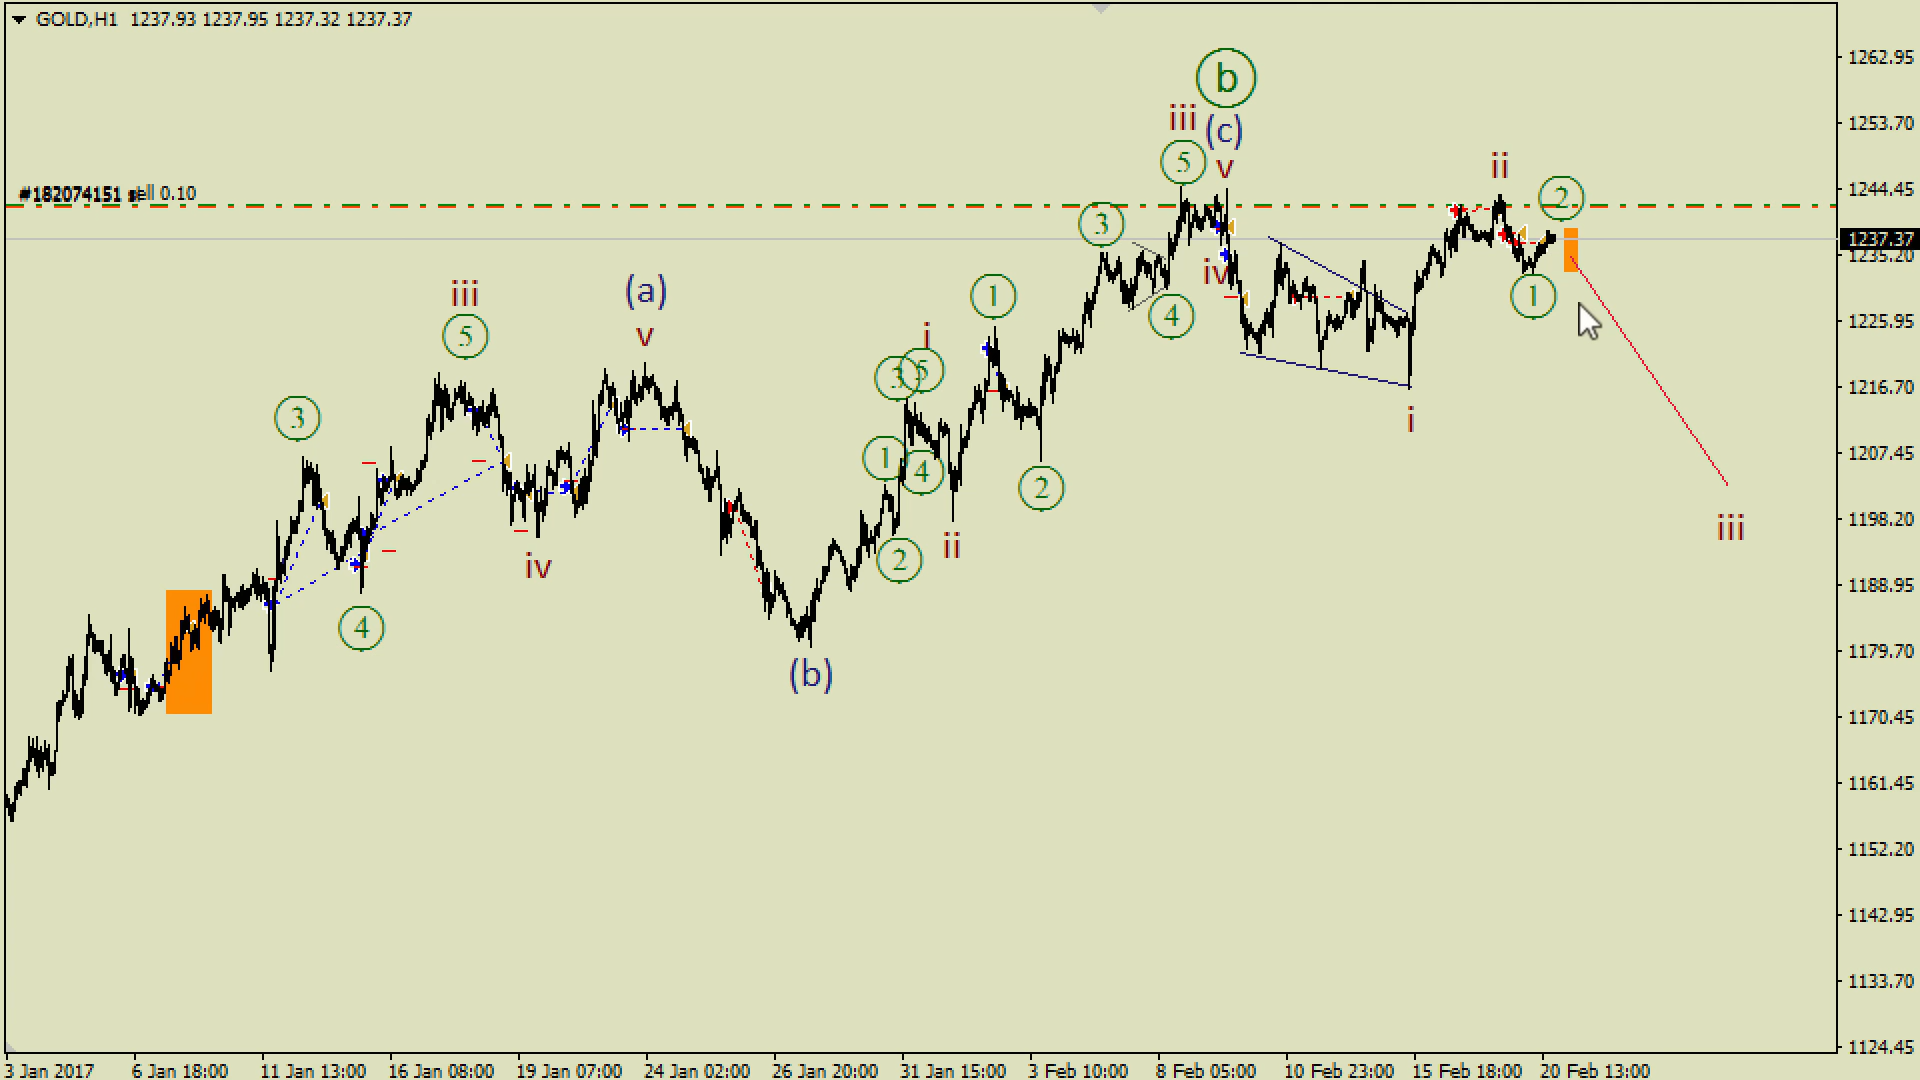 GOLD,H1 1237.93 1237.95 1237.32 1237.37
1262.95
b
iii (c)
1253.70
5 v
ii
#182074151 sell 0.10
1244.45
3
2
1237.37
1235.20
iv
(a)
iii
1
1
4
1225.95
v
i
5
3 5
1216.70
3
i
1
4
1207.45
2
1198.20
iii
ii
iv
2
1188.95
4
1179.70
(b)
1170.45
1161.45
1152.20
1142.95
1133.70
1124.45
3 Jan 2017 6 Jan 18:00 11 Jan 13:00 16 Jan 08:00 19 Jan 07:00 24 Jan 02:00 26 Jan 20:00 31 Jan 15:00 3 Feb 10:00 8 Feb 05:00 10 Feb 23:00 15 Feb 18:00 20 Feb 13:00